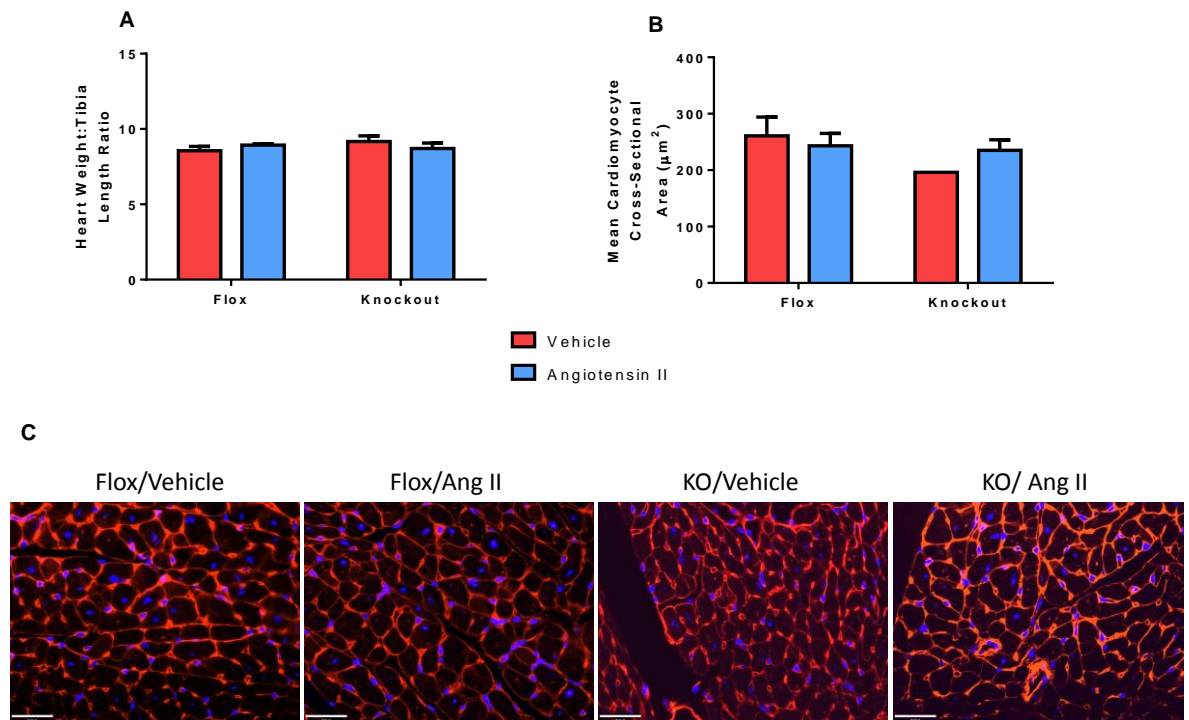 A
15
10
5
0
Heart Weight:Tibia
Length Ratio
Flox
Knockout
B
400
300
200
100
0
Mean Cardiomyocyte
Cross-Sectional
Area (μm²)
Flox
Knockout
Vehicle
Angiotensin II
C
Flox/Vehicle
Flox/Ang II
KO/Vehicle
KO/ Ang II